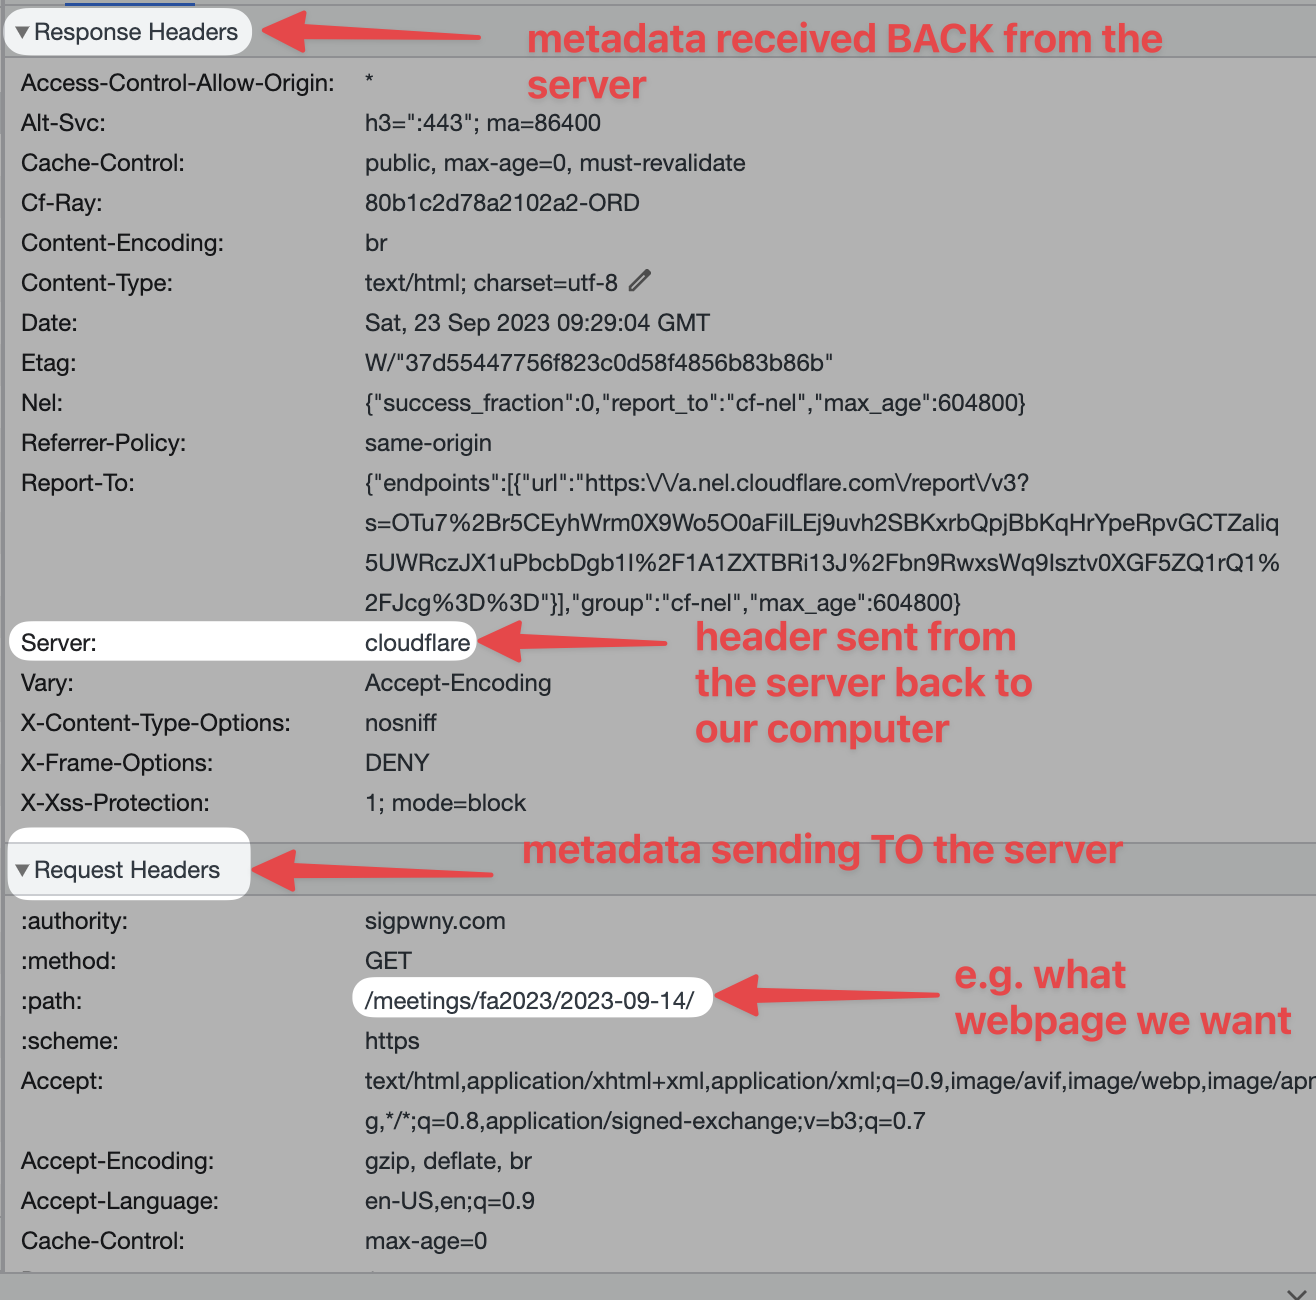 Response Headers
metadata received BACK from the
server
Access-Control-Allow-Origin: *
Alt-Svc: h3=":443"; ma=86400
Cache-Control: public, max-age=0, must-revalidate
Cf-Ray: 80b1c2d78a2102a2-ORD
Content-Encoding: br
Content-Type: text/html; charset=utf-8
Date: Sat, 23 Sep 2023 09:29:04 GMT
Etag: W/"37d55447756f823c0d58f4856b83b86b"
Nel: {"success_fraction":0,"report_to":"cf-nel","max_age":604800}
Referrer-Policy: same-origin
Report-To: {"endpoints":[{"url":"https:\/\/a.nel.cloudflare.com\/report\/v3?
s=OTu7%2Br5CEyhWrm0X9Wo5O0aFilLEj9uvh2SBKxrbQpjBbKqHrYpeRpvGCTZaliq
5UWRczJX1uPbcbDgb1I%2F1A1ZXTBRi13J%2Fbn9RwxsWq9Isztv0XGF5ZQ1rQ1%
2FJcg%3D%3D"}],"group":"cf-nel","max_age":604800}
Server: cloudflare
header sent from
the server back to
our computer
Vary: Accept-Encoding
X-Content-Type-Options: nosniff
X-Frame-Options: DENY
X-Xss-Protection: 1; mode=block
metadata sending TO the server
Request Headers
:authority: sigpwny.com
:method: GET
:path: /meetings/fa2023/2023-09-14/
e.g. what
webpage we want
:scheme: https
Accept: text/html,application/xhtml+xml,application/xml;q=0.9,image/avif,image/webp,image/apn
g,*/*;q=0.8,application/signed-exchange;v=b3;q=0.7
Accept-Encoding: gzip, deflate, br
Accept-Language: en-US,en;q=0.9
Cache-Control: max-age=0